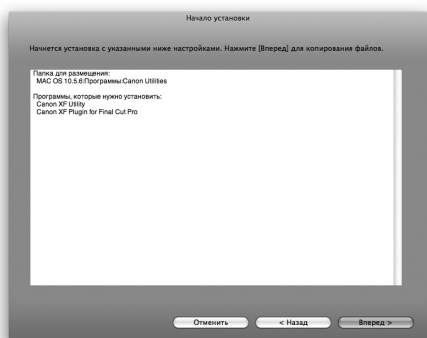 Начало установки
Начнется установка с указанными ниже настройками. Нажмите [Вперед] для копирования файлов.
Папка для размещения:
MAC OS 10.5.6:Программы:Canon Utilities
Программы, которые нужно установить:
Canon XF Utility
Canon XF Plugin for Final Cut Pro
Отменить < Назад Вперед >